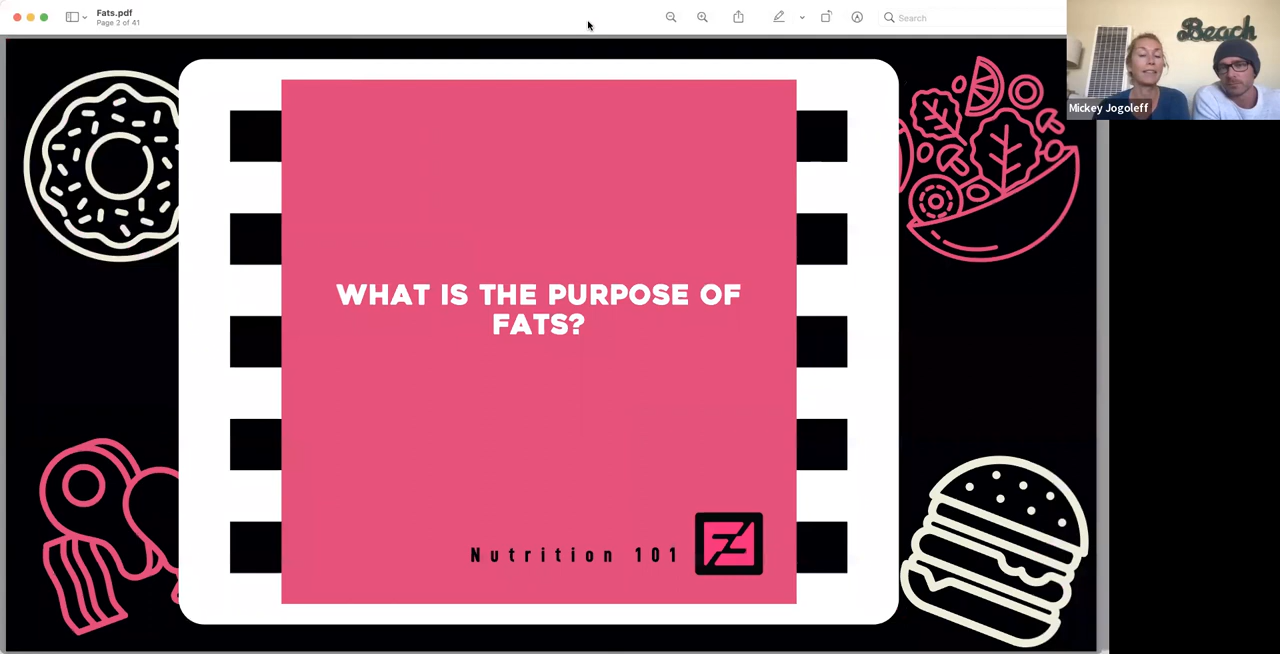 Fats.pdf
Page 2 of 41
Search
Beach
Mickey Jogoleff
WHAT IS THE PURPOSE OF
FATS?
Nutrition 101